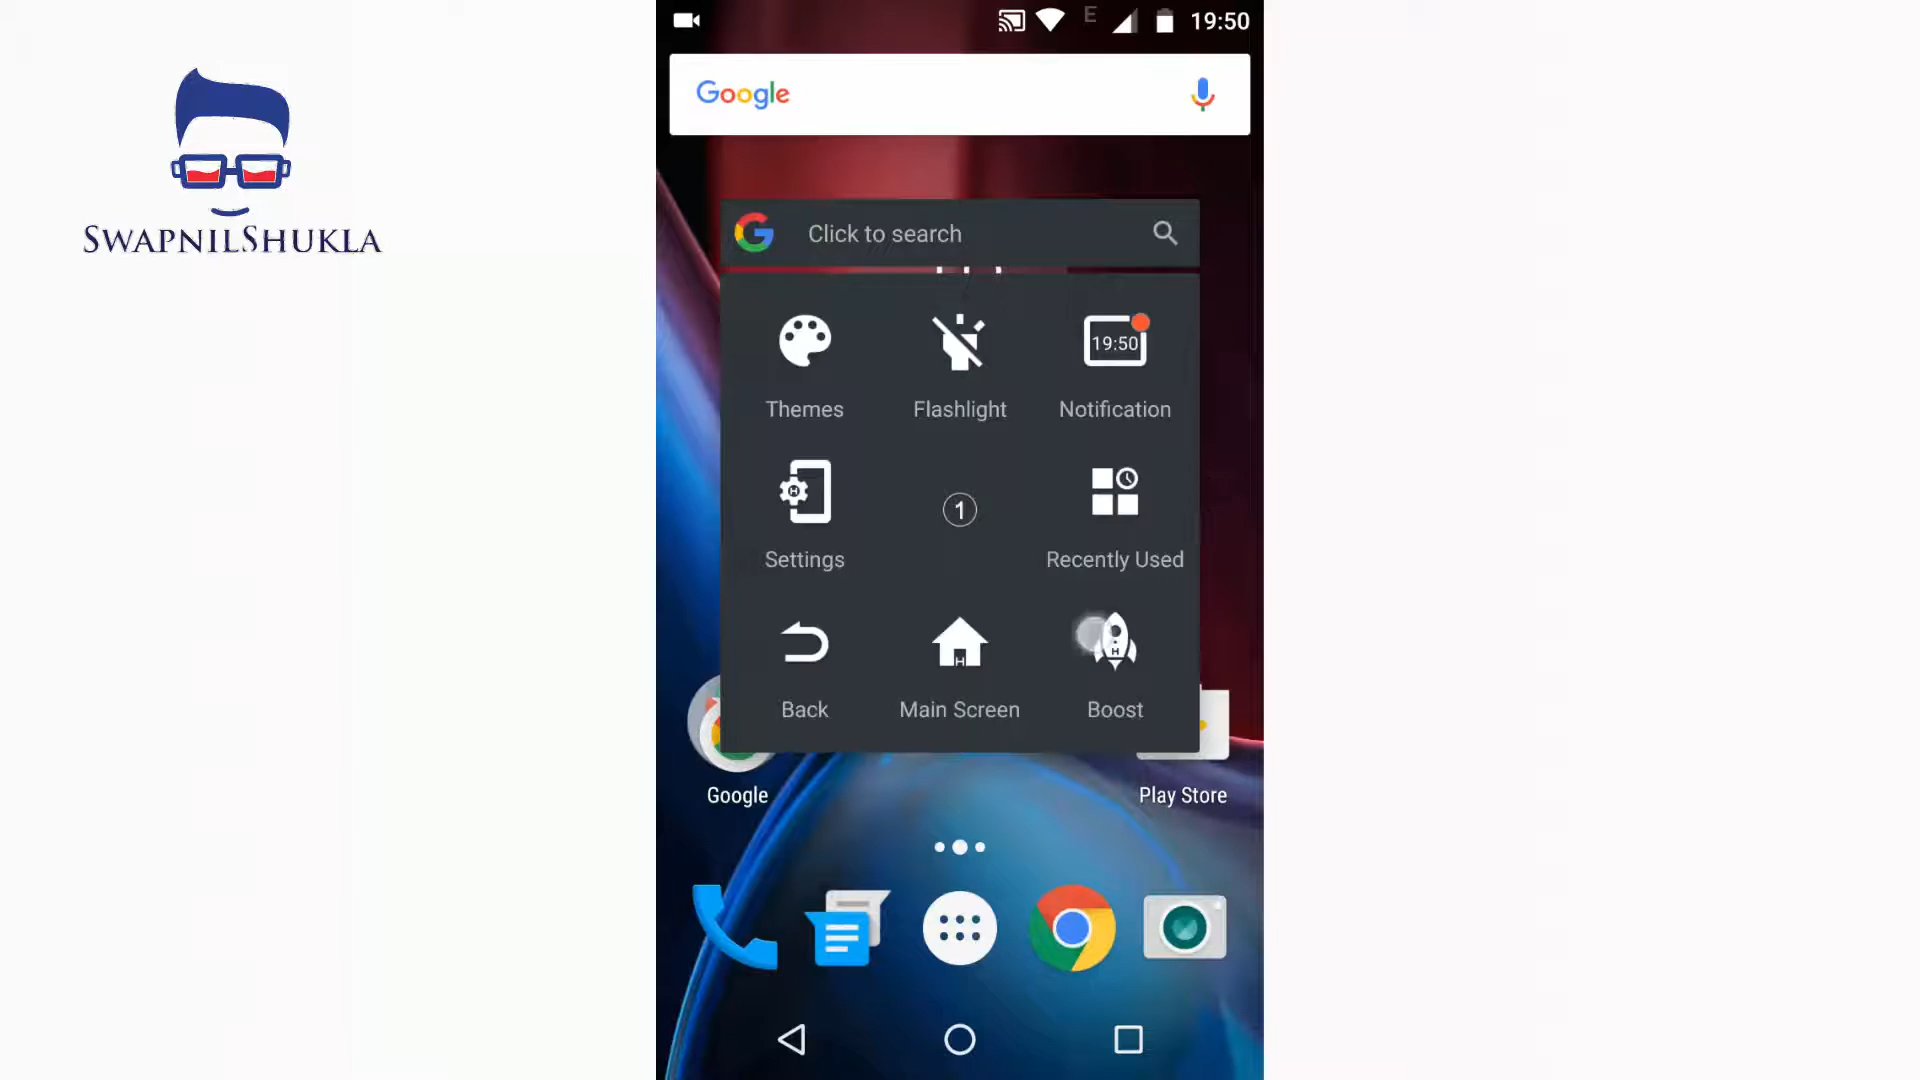 E 19:50
Google
SWAPNILSHUKLA
Click to search
19:50
Themes Flashlight Notification
1
Settings Recently Used
H
Back Main Screen Boost
Google Play Store